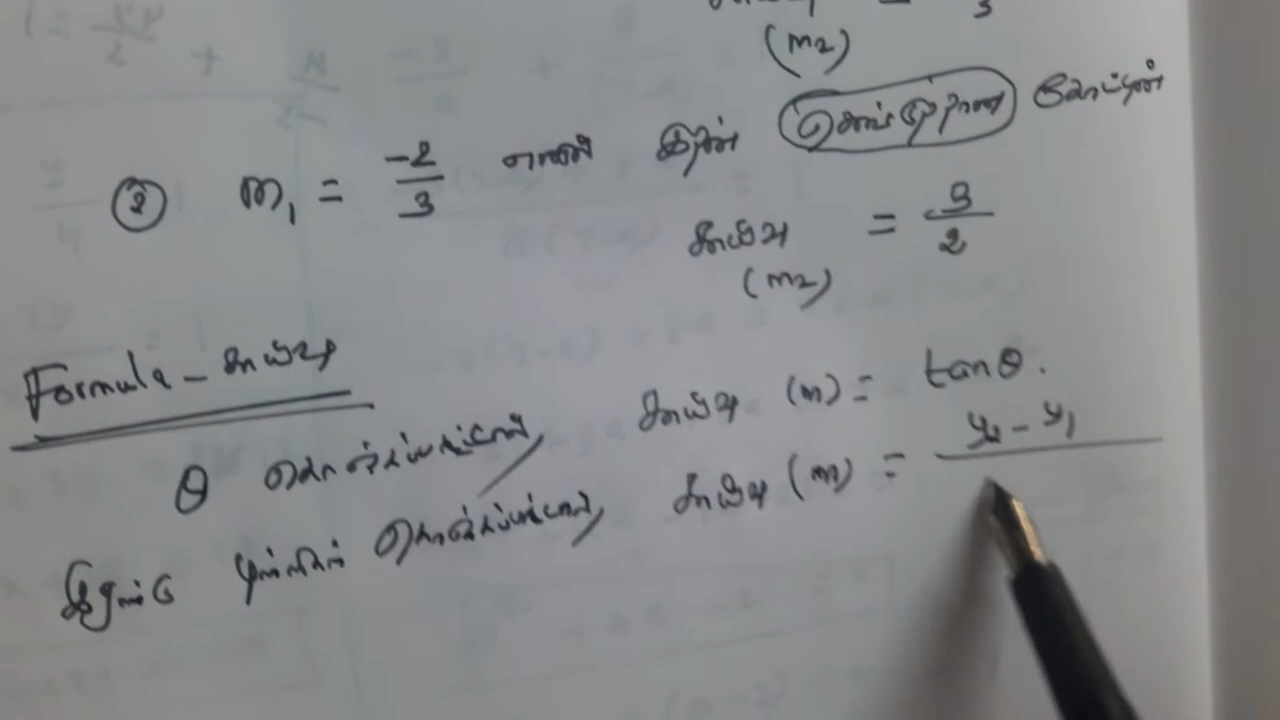 (m₂)
② m₁ = -2/3 எனில் இதன் செங்குத்தான கோட்டின்
சாய்வு = 3/2
(m₂)
Formula - சாய்வு
θ கொடுக்கப்பட்டால், சாய்வு (m) = tanθ.
இரண்டு புள்ளிகள் கொடுக்கப்பட்டால், சாய்வு (m) = y₂ - y₁